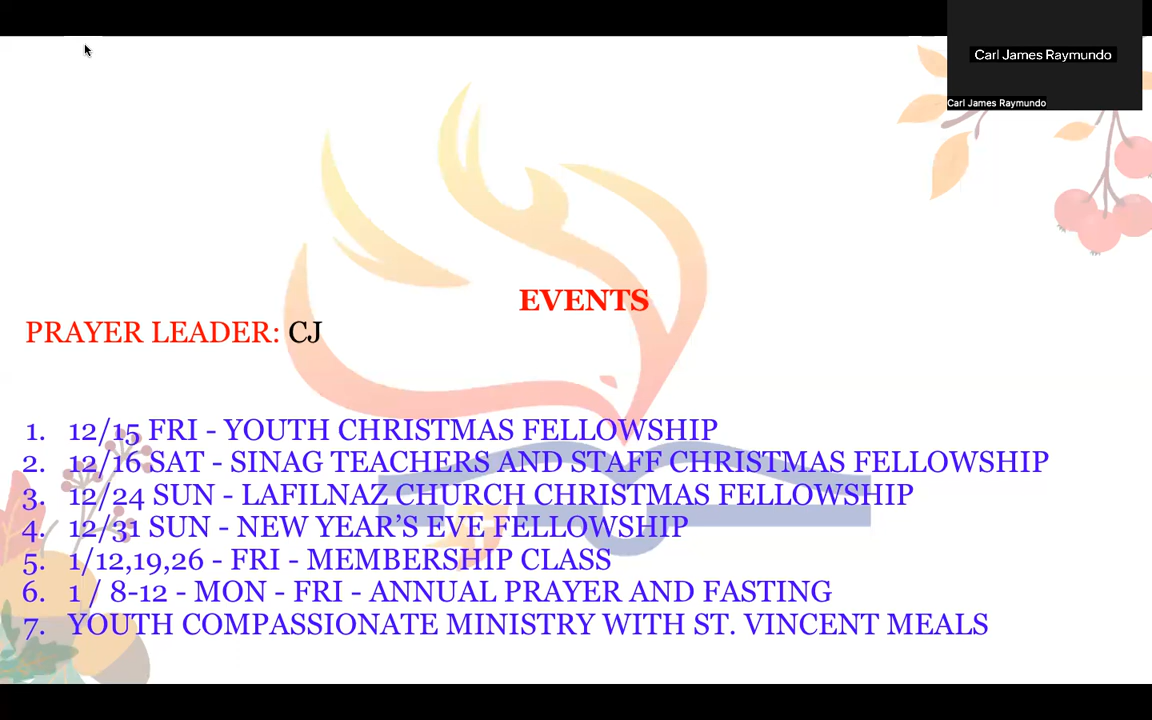 Carl James Raymundo
Carl James Raymundo
EVENTS
PRAYER LEADER: CJ
1. 12/15 FRI - YOUTH CHRISTMAS FELLOWSHIP
2. 12/16 SAT - SINAG TEACHERS AND STAFF CHRISTMAS FELLOWSHIP
3. 12/24 SUN - LAFILNAZ CHURCH CHRISTMAS FELLOWSHIP
4. 12/31 SUN - NEW YEAR’S EVE FELLOWSHIP
5. 1/12,19,26 - FRI - MEMBERSHIP CLASS
6. 1 / 8-12 - MON - FRI - ANNUAL PRAYER AND FASTING
7. YOUTH COMPASSIONATE MINISTRY WITH ST. VINCENT MEALS